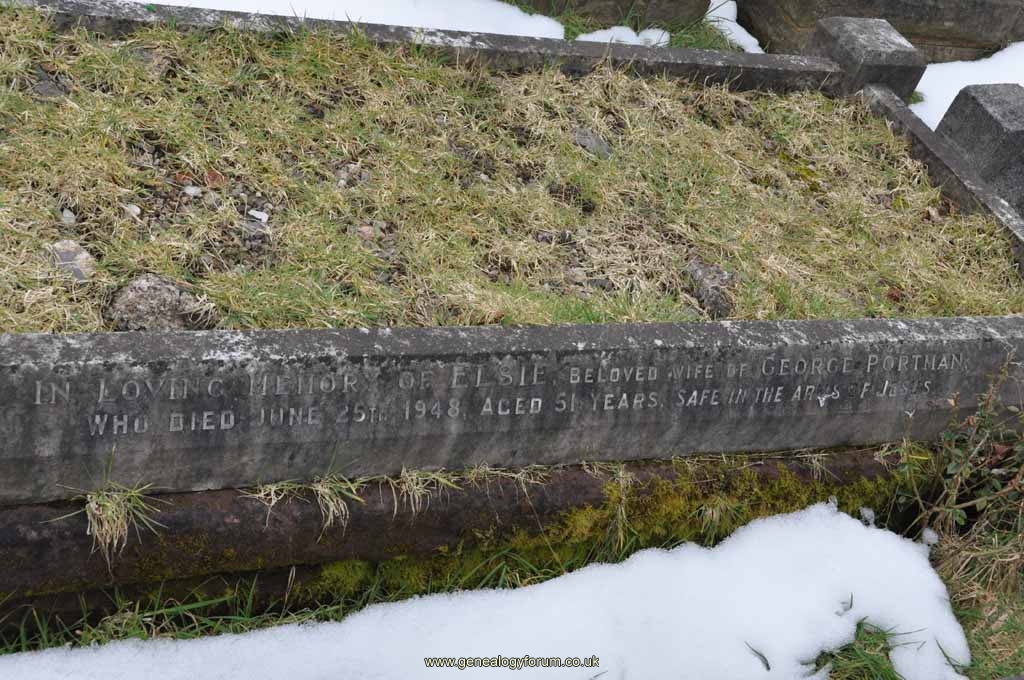 IN LOVING MEMORY OF ELSIE BELOVED WIFE OF GEORGE PORTMAN,
WHO DIED JUNE 25TH 1948, AGED 51 YEARS, SAFE IN THE ARMS OF JESUS.
www.genealogyforum.co.uk